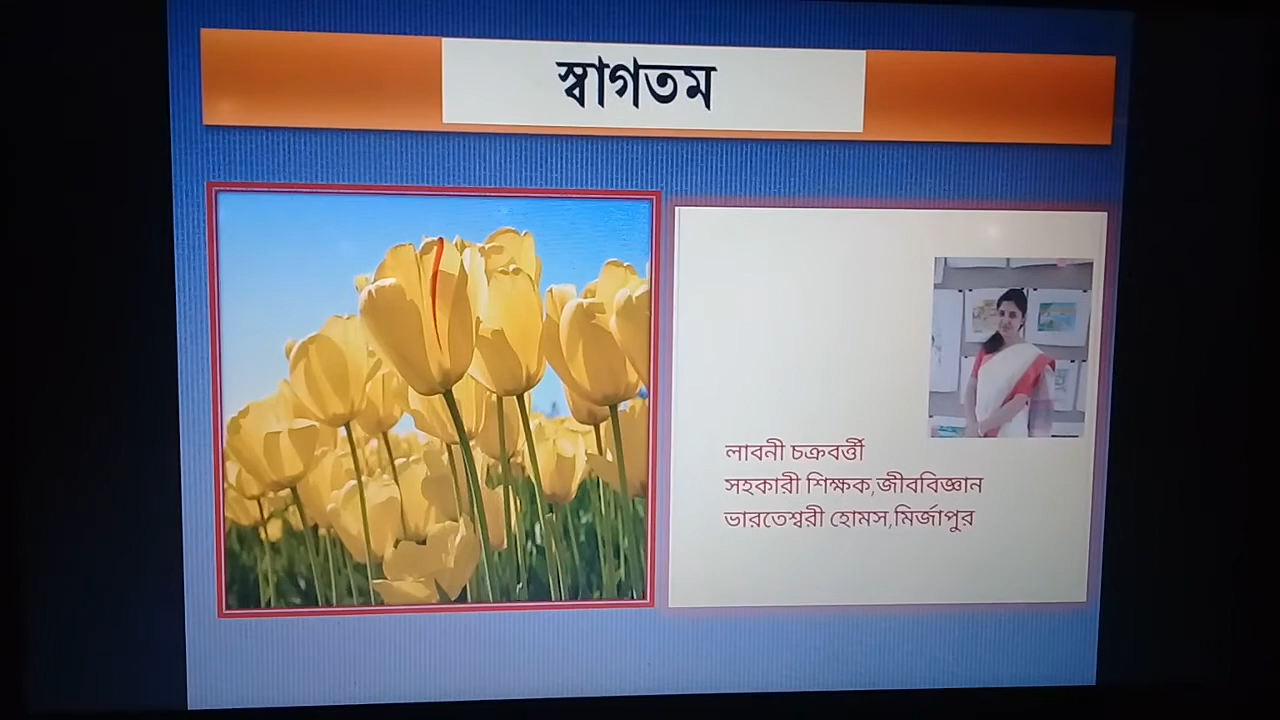 স্বাগতম
লাবনী চক্রবর্ত্তী
সহকারী শিক্ষক,জীববিজ্ঞান
ভারতেশ্বরী হোমস,মির্জাপুর